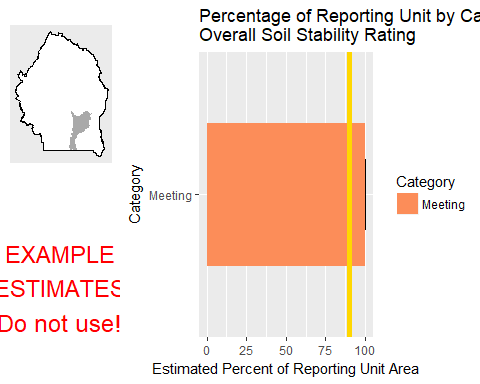 Percentage of Reporting Unit by Ca
Overall Soil Stability Rating
Category
Meeting
Category
Meeting
EXAMPLE
ESTIMATES
Do not use!
0 25 50 75 100
Estimated Percent of Reporting Unit Area